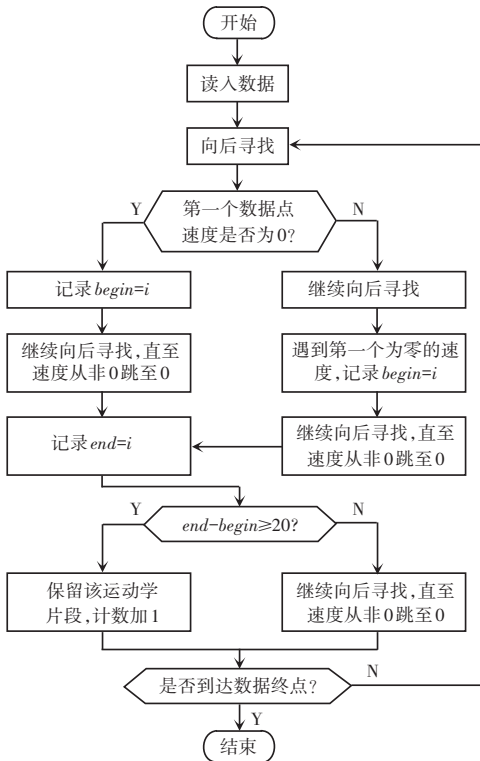 开始
读入数据
向后寻找
第一个数据点
速度是否为0?
Y
N
记录begin=i
继续向后寻找
继续向后寻找,直至
速度从非0跳至0
遇到第一个为零的速
度,记录begin=i
记录end=i
继续向后寻找,直至
速度从非0跳至0
end-begin≥20?
Y
N
保留该运动学
片段,计数加1
继续向后寻找,直至
速度从非0跳至0
是否到达数据终点?
N
Y
结束